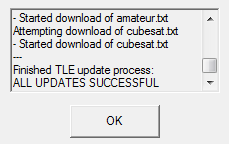 - Started download of amateur.txt
Attempting download of cubesat.txt
- Started download of cubesat.txt
---
Finished TLE update process:
ALL UPDATES SUCCESSFUL
OK